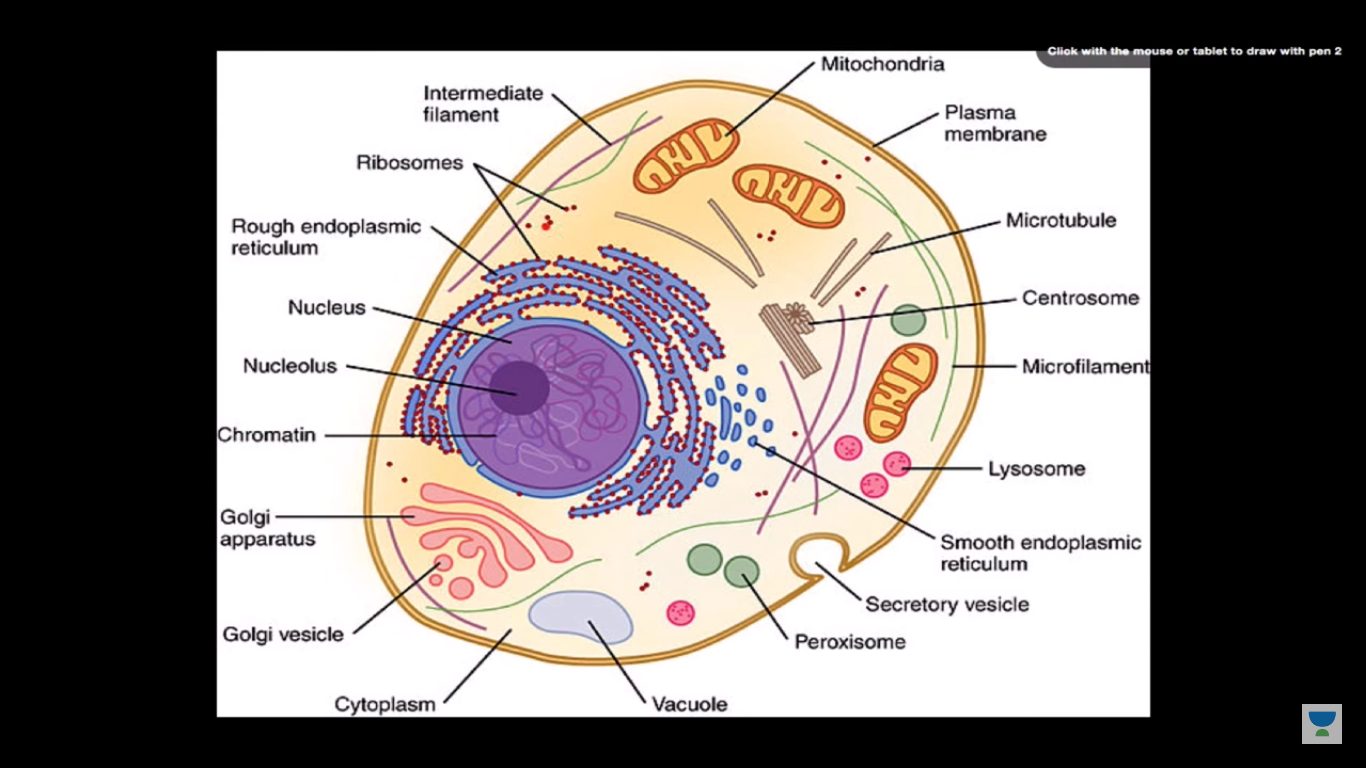 Click with the mouse or tablet to draw with pen 2
Mitochondria
Intermediate
filament
Plasma
membrane
Ribosomes
Rough endoplasmic
reticulum
Microtubule
Nucleus
Centrosome
Nucleolus
Microfilament
Chromatin
Lysosome
Golgi
apparatus
Smooth endoplasmic
reticulum
Secretory vesicle
Golgi vesicle
Peroxisome
Cytoplasm
Vacuole